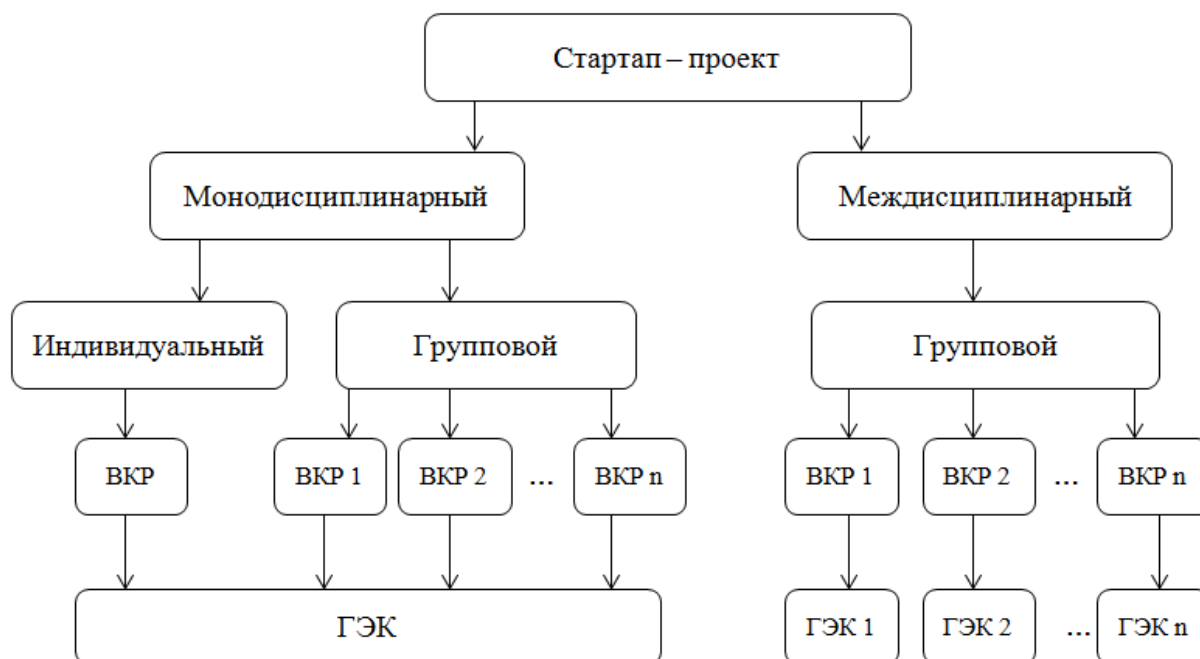 Стартап – проект
Монодисциплинарный
Междисциплинарный
Индивидуальный
Групповой
Групповой
ВКР
ВКР 1
ВКР 2
...
ВКР n
ВКР 1
ВКР 2
...
ВКР n
ГЭК
ГЭК 1
ГЭК 2
...
ГЭК n